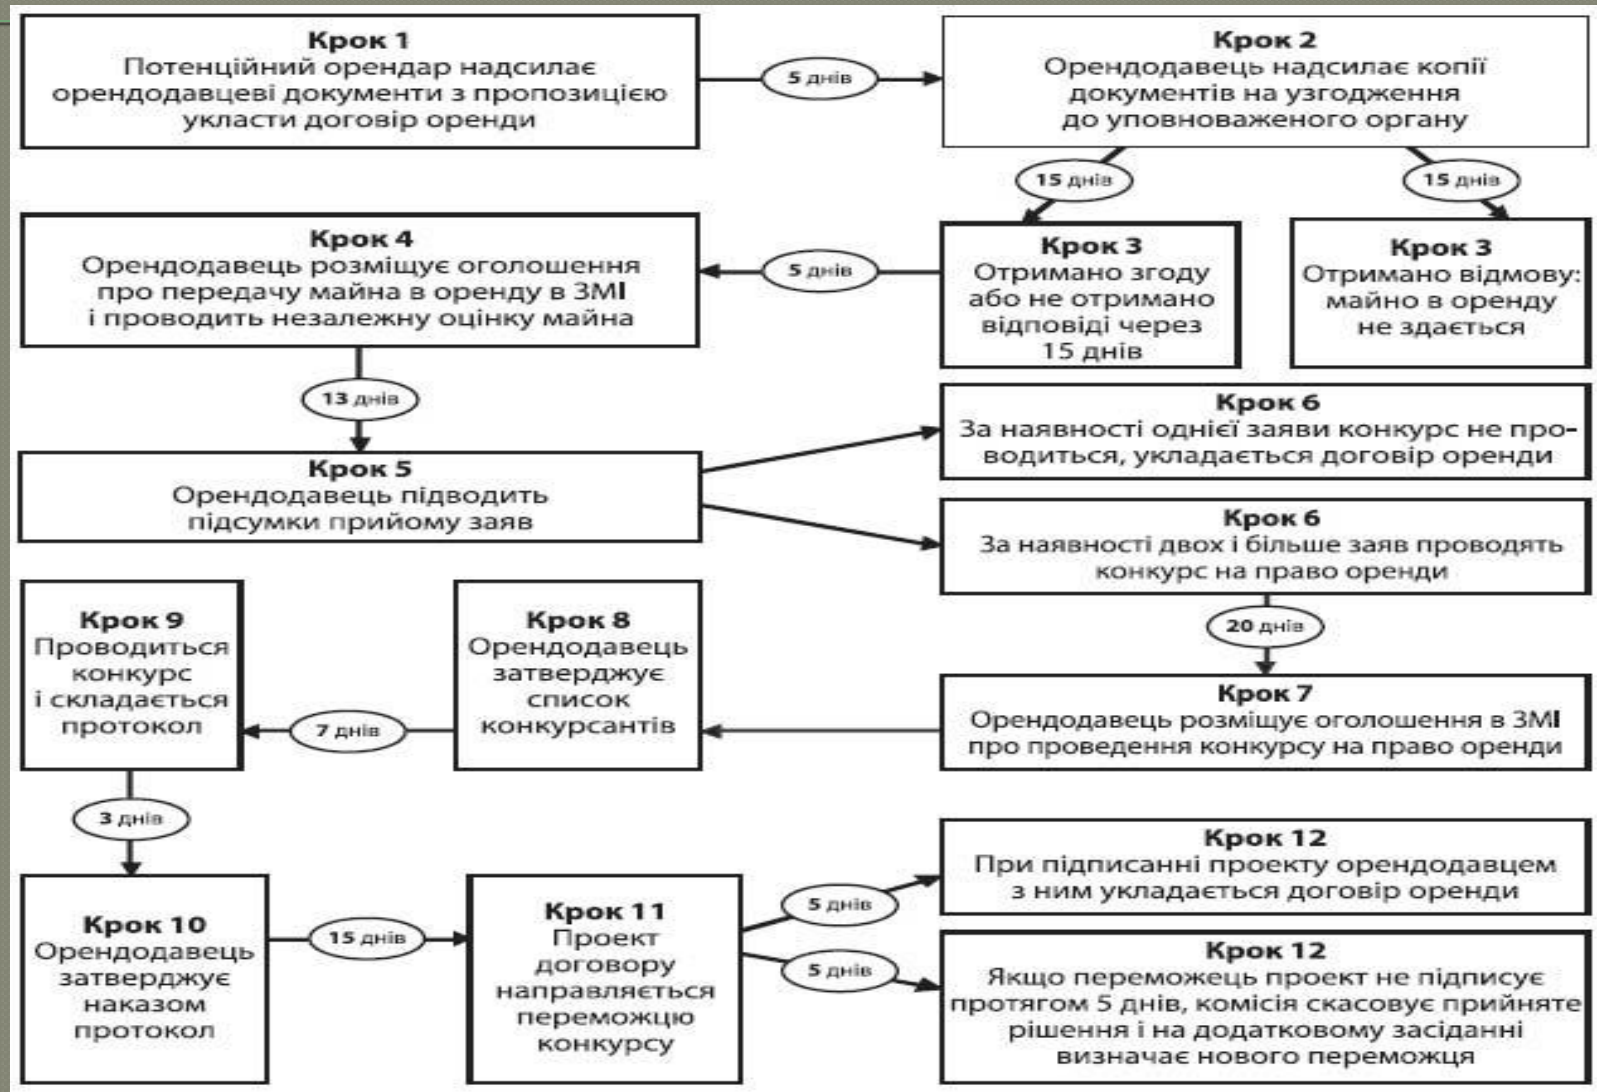 Крок 1
Потенційний орендар надсилає
орендодавцеві документи з пропозицією
укласти договір оренди
5 днів
Крок 2
Орендодавець надсилає копії
документів на узгодження
до уповноваженого органу
15 днів
15 днів
Крок 3
Отримано згоду
або не отримано
відповіді через
15 днів
Крок 3
Отримано відмову:
майно в оренду
не здається
5 днів
Крок 4
Орендодавець розміщує оголошення
про передачу майна в оренду в ЗМІ
і проводить незалежну оцінку майна
13 днів
Крок 5
Орендодавець підводить
підсумки прийому заяв
Крок 6
За наявності однієї заяви конкурс не про-
водиться, укладається договір оренди
Крок 6
За наявності двох і більше заяв проводять
конкурс на право оренди
20 днів
Крок 7
Орендодавець розміщує оголошення в ЗМІ
про проведення конкурсу на право оренди
Крок 8
Орендодавець
затверджує
список
конкурсантів
7 днів
Крок 9
Проводиться
конкурс
і складається
протокол
3 днів
Крок 10
Орендодавець
затверджує
наказом
протокол
15 днів
Крок 11
Проект
договору
направляється
переможцю
конкурсу
5 днів
5 днів
Крок 12
При підписанні проекту орендодавцем
з ним укладається договір оренди
Крок 12
Якщо переможець проект не підписує
протягом 5 днів, комісія скасовує прийняте
рішення і на додатковому засіданні
визначає нового переможця